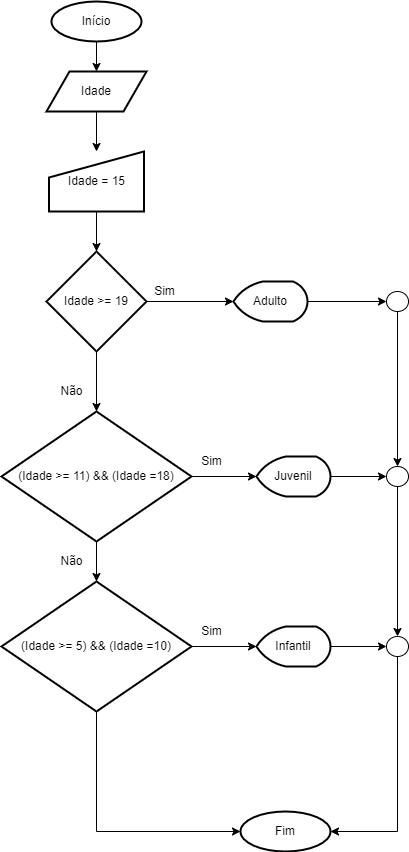 Início
Idade
Idade = 15
Idade >= 19
Sim
Adulto
Não
(Idade >= 11) && (Idade =18)
Sim
Juvenil
Não
(Idade >= 5) && (Idade =10)
Sim
Infantil
Fim